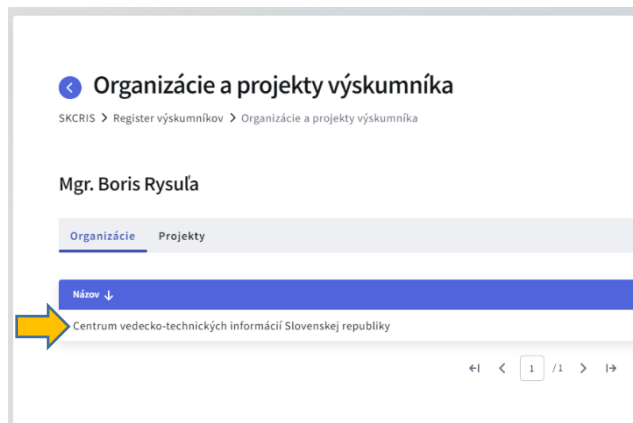 Organizácie a projekty výskumníka
SKCRIS > Register výskumníkov > Organizácie a projekty výskumníka
Mgr. Boris Rysuľa
Organizácie Projekty
Názov ↓
Centrum vedecko-technických informácií Slovenskej republiky
1 /1